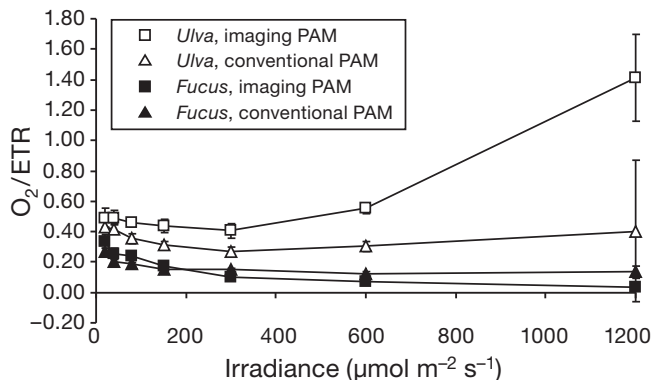 1.80
1.60
1.40
1.20
1.00
0.80
0.60
0.40
0.20
0.00
–0.20
O₂/ETR
Ulva, imaging PAM
Ulva, conventional PAM
Fucus, imaging PAM
Fucus, conventional PAM
0 200 400 600 800 1000 1200
Irradiance (µmol m⁻² s⁻¹)